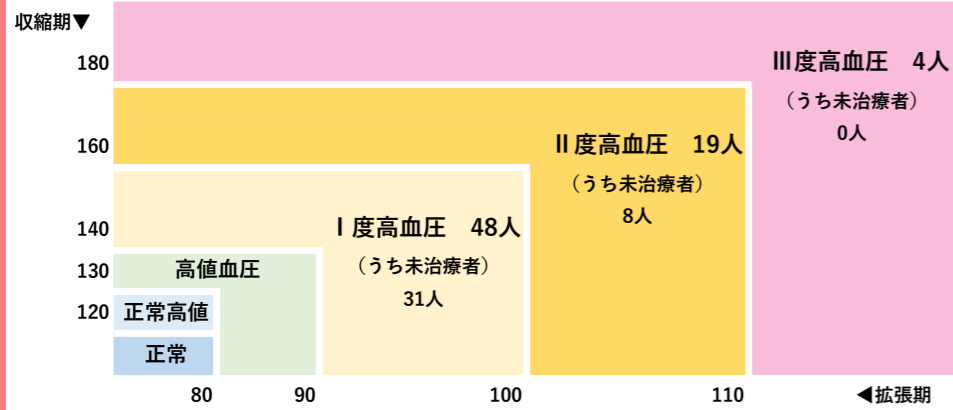 収縮期▼
180
Ⅲ度高血圧　4人
（うち未治療者）
0人
160
Ⅱ度高血圧　19人
（うち未治療者）
8人
140
Ⅰ度高血圧　48人
（うち未治療者）
31人
130
高値血圧
120
正常高値
正常
80
90
100
110
◀拡張期